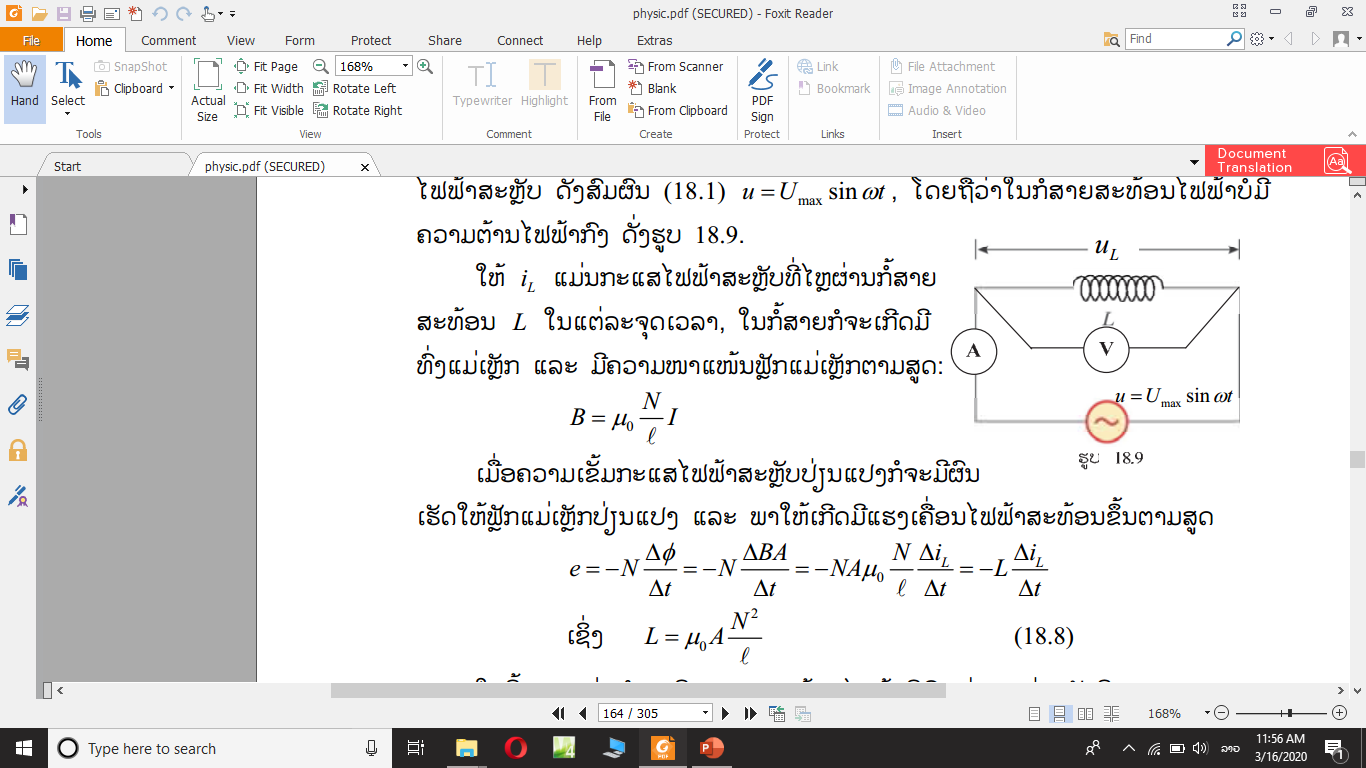 physic.pdf (SECURED) - Foxit Reader
File Home Comment View Form Protect Share Connect Help Extras
Find
Hand
Select
SnapShot
Clipboard
Tools
Actual Size
Fit Page
Fit Width
Fit Visible
168%
Rotate Left
Rotate Right
View
Typewriter
Highlight
Comment
From File
From Scanner
Blank
From Clipboard
Create
PDF Sign
Protect
Link
Bookmark
Links
File Attachment
Image Annotation
Audio & Video
Insert
Start
physic.pdf (SECURED)
Document Translation
ໄຟຟ້າສະຫຼັບ ດັ່ງສົມຜົນ (18.1) u = U_max sin ωt, ໂດຍຖືວ່າໃນກໍ້ສາຍສະທ້ອນໄຟຟ້າບໍ່ມີ
ຄວາມຕ້ານໄຟຟ້າກົງ ດັ່ງຮູບ 18.9.
ໃຫ້ i_L ແມ່ນກະແສໄຟຟ້າສະຫຼັບທີ່ໄຫຼຜ່ານກໍ້ສາຍ
ສະທ້ອນ L ໃນແຕ່ລະຈຸດເວລາ, ໃນກໍ້ສາຍກໍຈະເກີດມີ
ທົ່ງແມ່ເຫຼັກ ແລະ ມີຄວາມໜາແໜ້ນຟຼັກແມ່ເຫຼັກຕາມສູດ:
B = μ₀ N/ℓ I
u_L
L
A
V
u = U_max sin ωt
ຮູບ 18.9
ເມື່ອຄວາມເຂັ້ມກະແສໄຟຟ້າສະຫຼັບປ່ຽນແປງກໍຈະມີຜົນ
ເຮັດໃຫ້ຟຼັກແມ່ເຫຼັກປ່ຽນແປງ ແລະ ພາໃຫ້ເກີດມີແຮງເຄື່ອນໄຟຟ້າສະທ້ອນຂຶ້ນຕາມສູດ
e = −N Δϕ/Δt = −N ΔBA/Δt = −NAμ₀ N/ℓ Δi_L/Δt = −L Δi_L/Δt
ເຊິ່ງ L = μ₀A N²/ℓ (18.8)
164 / 305
168%
Type here to search
ລາວ
11:56 AM
3/16/2020
1